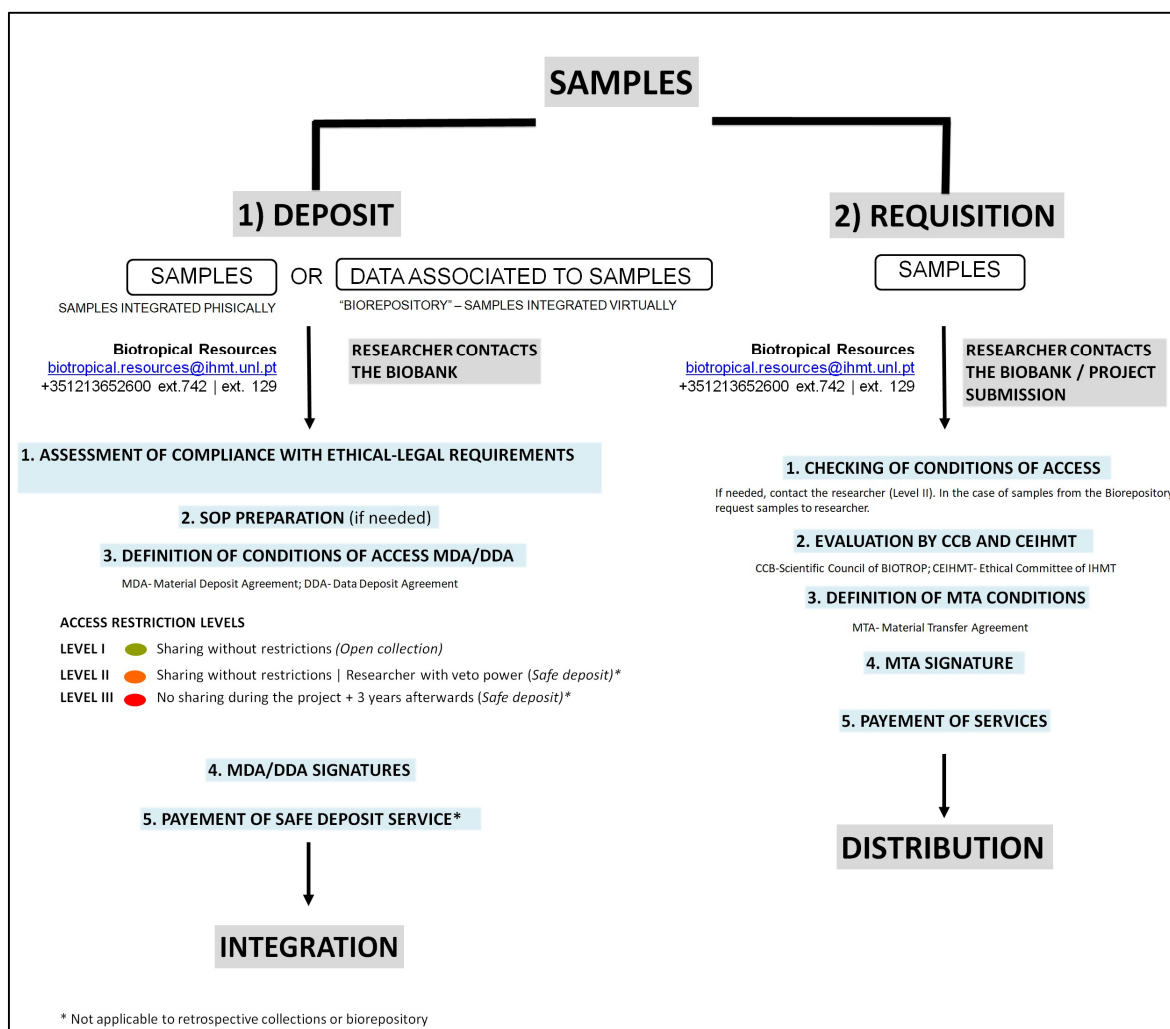 SAMPLES
1) DEPOSIT
SAMPLES OR DATA ASSOCIATED TO SAMPLES
SAMPLES INTEGRATED PHISICALLY
“BIOREPOSITORY” – SAMPLES INTEGRATED VIRTUALLY
Biotropical Resources
biotropical.resources@ihmt.unl.pt
+351213652600 ext.742 | ext. 129
RESEARCHER CONTACTS
THE BIOBANK
1. ASSESSMENT OF COMPLIANCE WITH ETHICAL-LEGAL REQUIREMENTS
2. SOP PREPARATION (if needed)
3. DEFINITION OF CONDITIONS OF ACCESS MDA/DDA
MDA- Material Deposit Agreement; DDA- Data Deposit Agreement
ACCESS RESTRICTION LEVELS
LEVEL I Sharing without restrictions (Open collection)
LEVEL II Sharing without restrictions | Researcher with veto power (Safe deposit)*
LEVEL III No sharing during the project + 3 years afterwards (Safe deposit)*
4. MDA/DDA SIGNATURES
5. PAYEMENT OF SAFE DEPOSIT SERVICE*
INTEGRATION
* Not applicable to retrospective collections or biorepository
2) REQUISITION
SAMPLES
Biotropical Resources
biotropical.resources@ihmt.unl.pt
+351213652600 ext.742 | ext. 129
RESEARCHER CONTACTS
THE BIOBANK / PROJECT
SUBMISSION
1. CHECKING OF CONDITIONS OF ACCESS
If needed, contact the researcher (Level II). In the case of samples from the Biorepository
request samples to researcher.
2. EVALUATION BY CCB AND CEIHMT
CCB-Scientific Council of BIOTROP; CEIHMT- Ethical Committee of IHMT
3. DEFINITION OF MTA CONDITIONS
MTA- Material Transfer Agreement
4. MTA SIGNATURE
5. PAYEMENT OF SERVICES
DISTRIBUTION